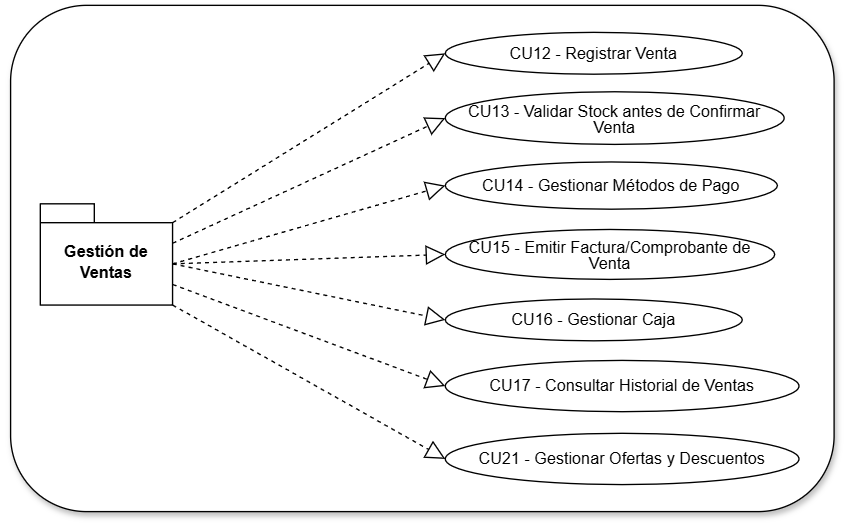 CU12 - Registrar Venta
CU13 - Validar Stock antes de Confirmar
Venta
CU14 - Gestionar Métodos de Pago
Gestión de
Ventas
CU15 - Emitir Factura/Comprobante de
Venta
CU16 - Gestionar Caja
CU17 - Consultar Historial de Ventas
CU21 - Gestionar Ofertas y Descuentos